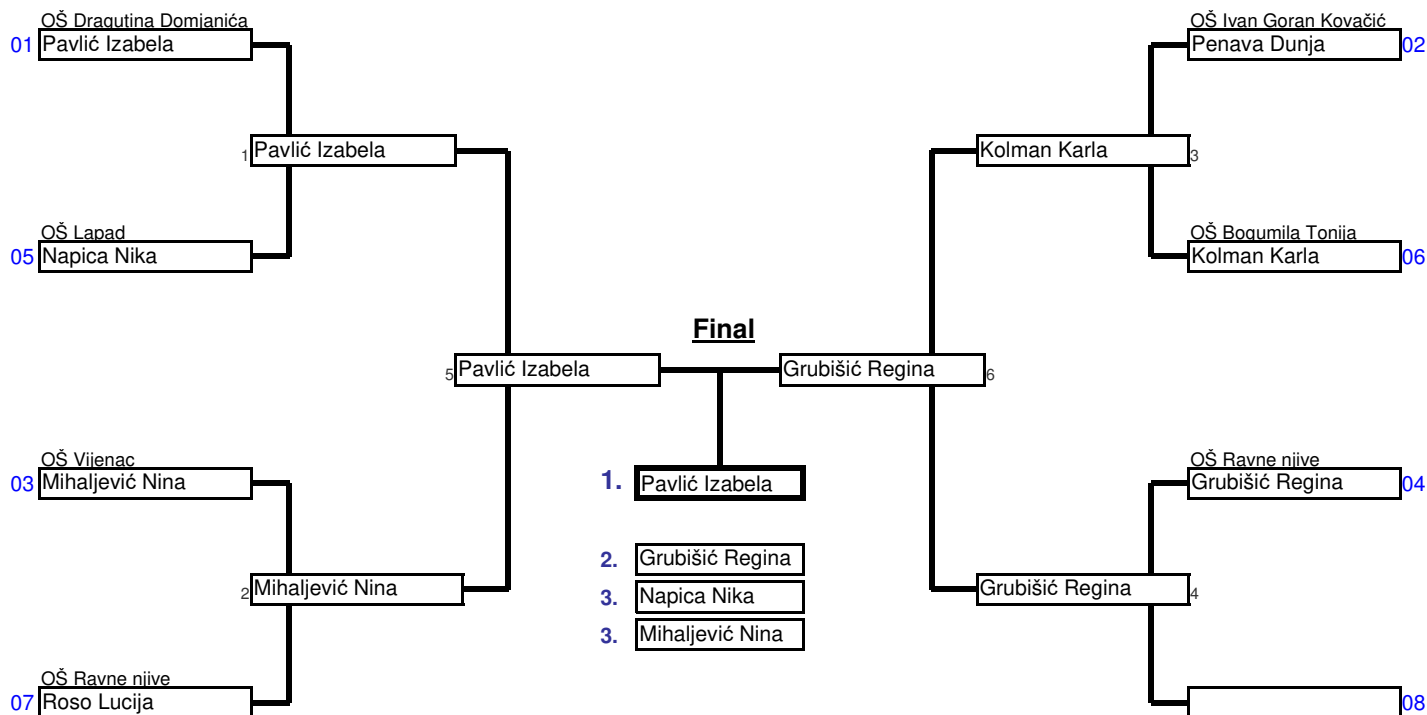 OŠ Dragutina Domjanića
OŠ Ivan Goran Kovačić
01 Pavlić Izabela
Penava Dunja 02
1 Pavlić Izabela
Kolman Karla 3
OŠ Lapad
OŠ Bogumila Tonija
05 Napica Nika
Kolman Karla 06
Final
5 Pavlić Izabela
Grubišić Regina 6
OŠ Vijenac
OŠ Ravne njive
03 Mihaljević Nina
1. Pavlić Izabela
Grubišić Regina 04
2. Grubišić Regina
2 Mihaljević Nina
3. Napica Nika
Grubišić Regina 4
3. Mihaljević Nina
OŠ Ravne njive
07 Roso Lucija
08